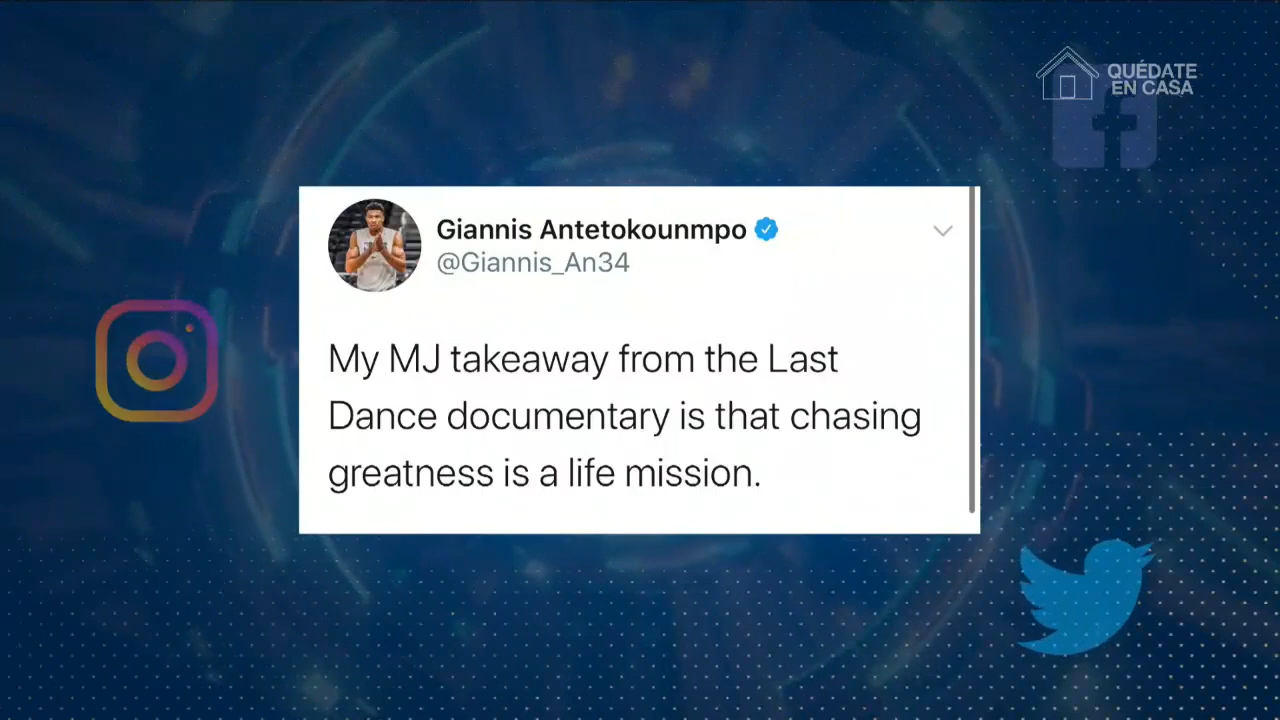 QUÉDATE
EN CASA
Giannis Antetokounmpo
@Giannis_An34
My MJ takeaway from the Last
Dance documentary is that chasing
greatness is a life mission.